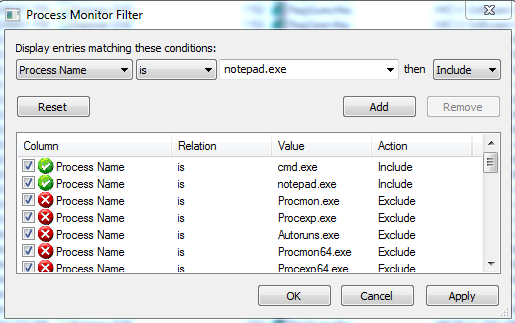 Process Monitor Filter
Display entries matching these conditions:
Process Name is notepad.exe then Include
Reset Add Remove
Column Relation Value Action
Process Name is cmd.exe Include
Process Name is notepad.exe Include
Process Name is Procmon.exe Exclude
Process Name is Procexp.exe Exclude
Process Name is Autoruns.exe Exclude
Process Name is Procmon64.exe Exclude
Process Name is Procexp64.exe Exclude
OK Cancel Apply